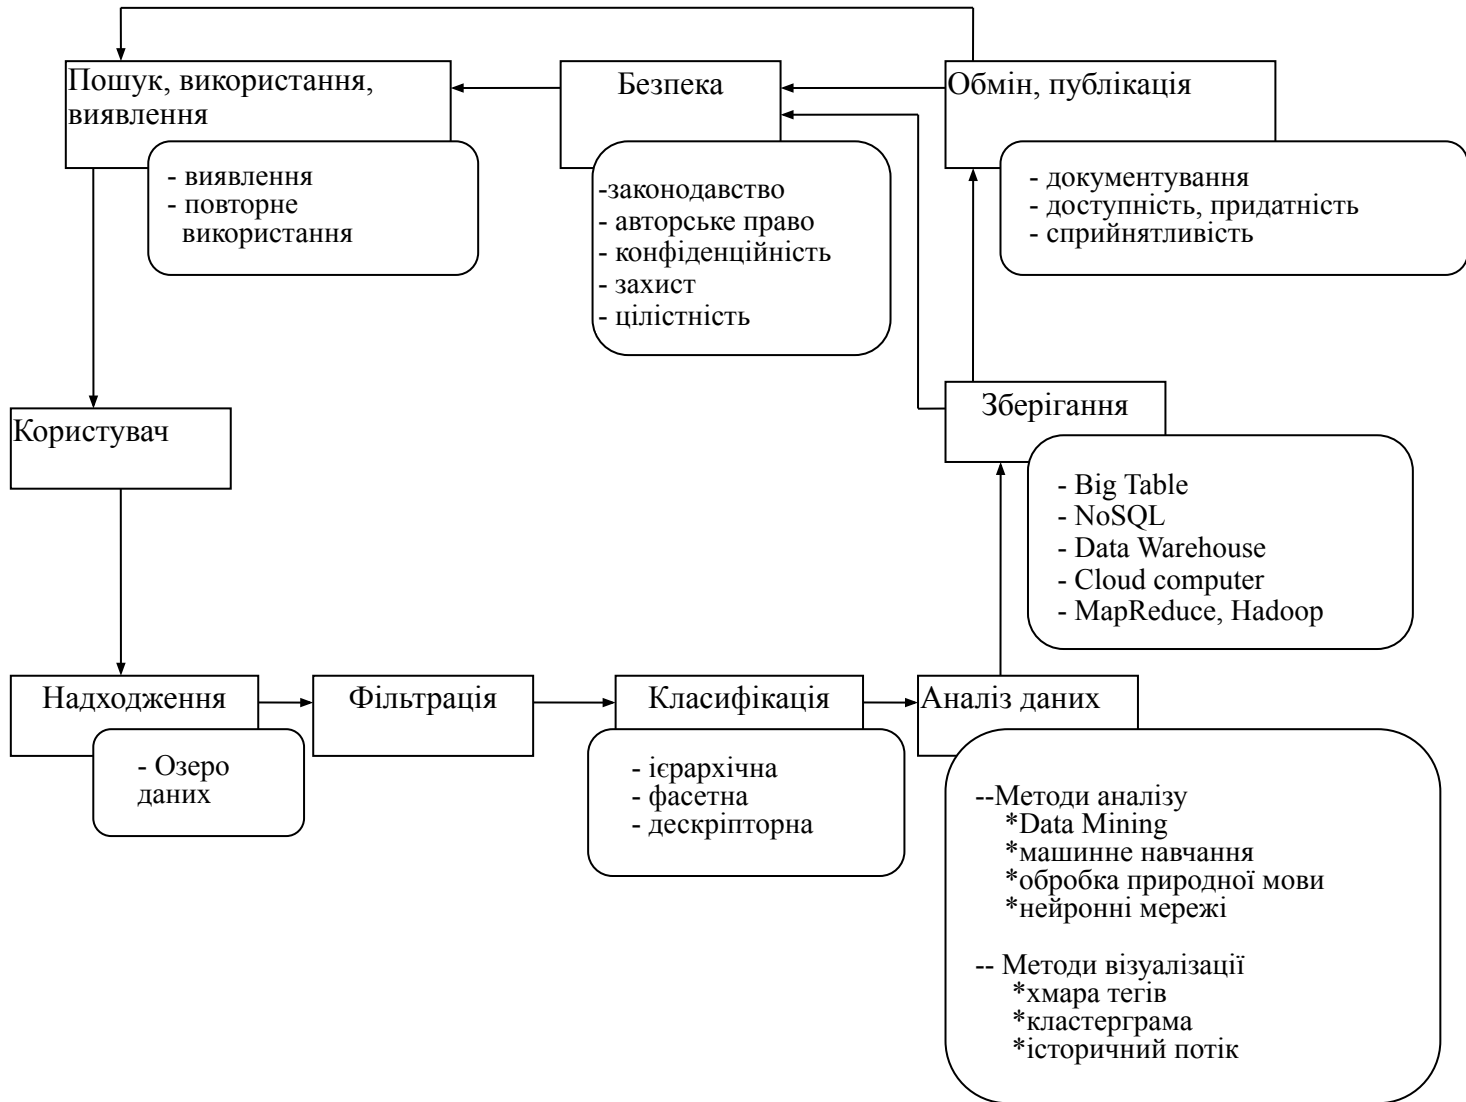 Пошук, використання,
виявлення
- виявлення
- повторне
використання
Безпека
-законодавство
- авторське право
- конфіденційність
- захист
- цілістність
Обмін, публікація
- документування
- доступність, придатність
- сприйнятливість
Користувач
Зберігання
- Big Table
- NoSQL
- Data Warehouse
- Cloud computer
- MapReduce, Hadoop
Надходження
- Озеро
даних
Фільтрація
Класифікація
- ієрархічна
- фасетна
- дескріпторна
Аналіз даних
--Методи аналізу
*Data Mining
*машинне навчання
*обробка природної мови
*нейронні мережі
-- Методи візуалізації
*хмара тегів
*кластерграма
*історичний потік